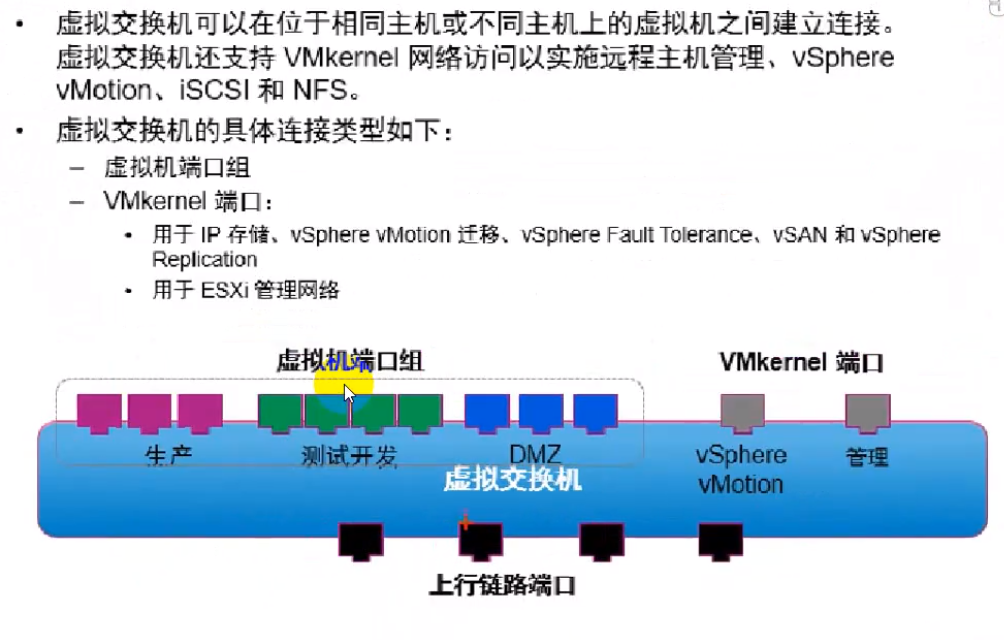 • 虚拟交换机可以在位于相同主机或不同主机上的虚拟机之间建立连接。
虚拟交换机还支持 VMkernel 网络访问以实施远程主机管理、vSphere
vMotion、iSCSI 和 NFS。
• 虚拟交换机的具体连接类型如下：
– 虚拟机端口组
– VMkernel 端口：
• 用于 IP 存储、vSphere vMotion 迁移、vSphere Fault Tolerance、vSAN 和 vSphere
Replication
• 用于 ESXi 管理网络
虚拟机端口组
VMkernel 端口
生产
测试开发
DMZ
vSphere
vMotion
管理
虚拟交换机
上行链路端口